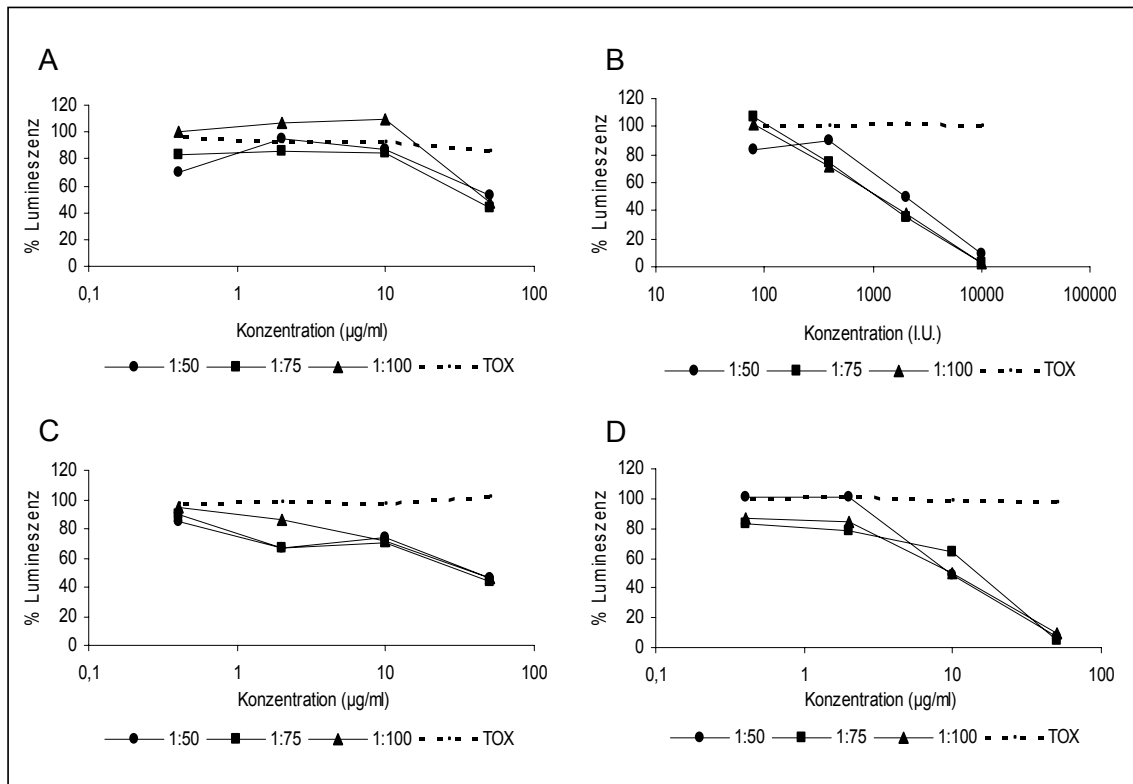 A
% Lumineszenz
120
100
80
60
40
20
0
0,1 1 10 100
Konzentration (µg/ml)
1:50 1:75 1:100 TOX
B
% Lumineszenz
120
100
80
60
40
20
0
10 100 1000 10000 100000
Konzentration (I.U.)
1:50 1:75 1:100 TOX
C
% Lumineszenz
120
100
80
60
40
20
0
0,1 1 10 100
Konzentration (µg/ml)
1:50 1:75 1:100 TOX
D
% Lumineszenz
120
100
80
60
40
20
0
0,1 1 10 100
Konzentration (µg/ml)
1:50 1:75 1:100 TOX